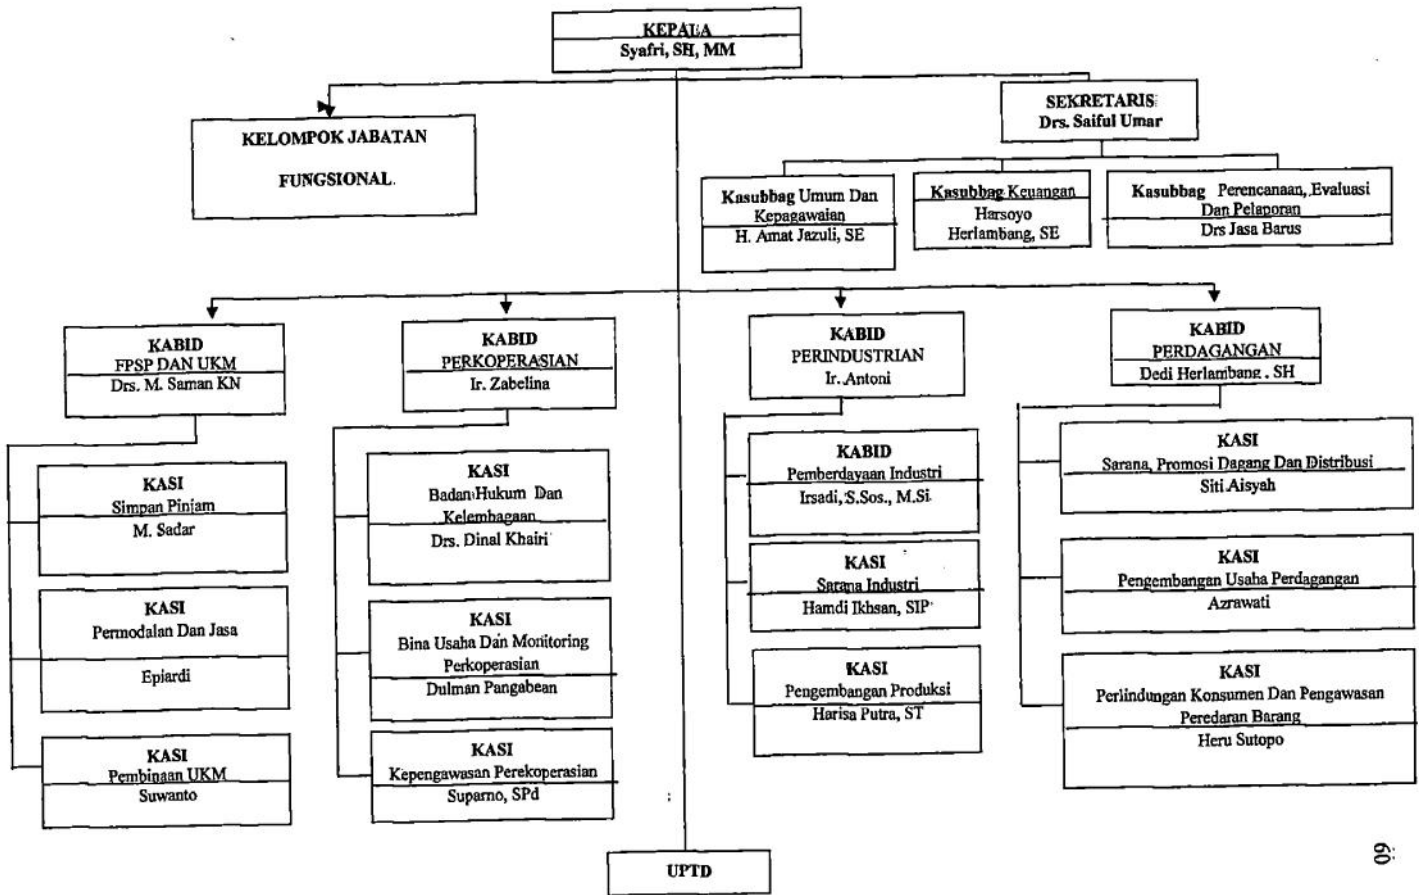 KEPALA
Syafri, SH, MM
SEKRETARIS
Drs. Saiful Umar
KELOMPOK JABATAN
FUNGSIONAL
Kasubbag Umum Dan
Kepagawaian
H. Amat Jazuli, SE
Kasubbag Keuangan
Harsoyo
Herlambang, SE
Kasubbag Perencanaan, Evaluasi
Dan Pelaporan
Drs Jasa Barus
KABID
FPSP DAN UKM
Drs. M. Saman KN
KABID
PERKOPERASIAN
Ir. Zabelina
KABID
PERINDUSTRIAN
Ir. Antoni
KABID
PERDAGANGAN
Dedi Herlambang . SH
KASI
Simpan Pinjam
M. Sadar
KASI
Permodalan Dan Jasa
Epiardi
KASI
Pembinaan UKM
Suwanto
KASI
Badan Hukum Dan
Kelembagaan
Drs. Dinal Khairi
KASI
Bina Usaha Dan Monitoring
Perkoperasian
Dulman Pangabean
KASI
Kepengawasan Perekoperasian
Suparno, SPd
KABID
Pemberdayaan Industri
Irsadi, S.Sos., M.Si
KASI
Sarana Industri
Hamdi Ikhsan, SIP
KASI
Pengembangan Produksi
Harisa Putra, ST
KASI
Sarana, Promosi Dagang Dan Distribusi
Siti Aisyah
KASI
Pengembangan Usaha Perdagangan
Azrawati
KASI
Perlindungan Konsumen Dan Pengawasan
Peredaran Barang
Heru Sutopo
UPTD
60